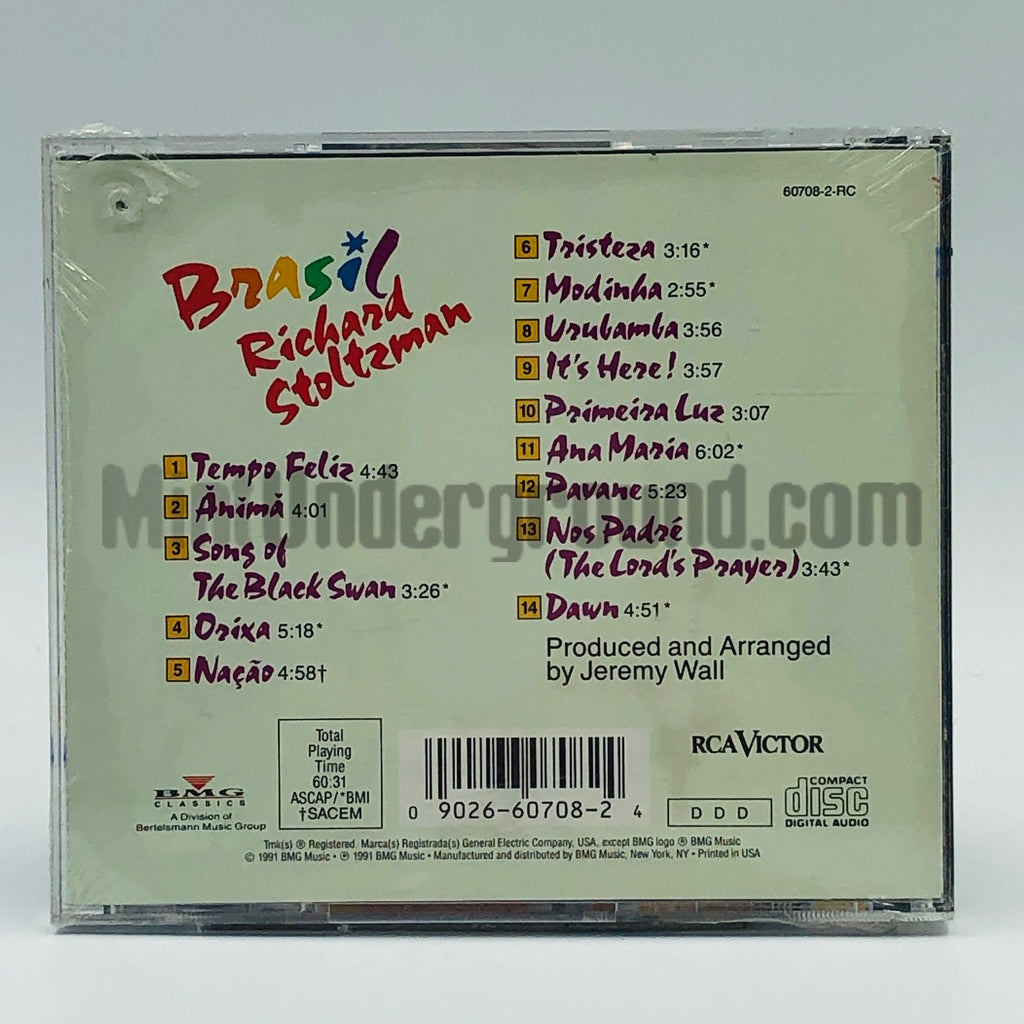 60708-2-RC
Brasil
Richard
Stoltzman
1 Tempo Feliz 4:43
2 Ănimă 4:01
3 Song of
The Black Swan 3:26*
4 Orixa 5:18*
5 Nação 4:58†
6 Tristeza 3:16*
7 Modinha 2:55*
8 Urubamba 3:56
9 It's Here! 3:57
10 Primeira Luz 3:07
11 Ana Maria 6:02*
12 Pavane 5:23
13 Nos Padré
(The Lord's Prayer) 3:43*
14 Dawn 4:51*
Produced and Arranged
by Jeremy Wall
Underground.com
BMG
CLASSICS
A Division of
Bertelsmann Music Group
Total
Playing
Time
60:31
ASCAP/*BMI
†SACEM
0 9026-60708-2 4
RCA VICTOR
D D D
COMPACT
disc
DIGITAL AUDIO
Tmk(s) ® Registered. Marca(s) Registrada(s) General Electric Company, USA, except BMG logo ® BMG Music
© 1991 BMG Music • ℗ 1991 BMG Music • Manufactured and distributed by BMG Music, New York, NY • Printed in USA